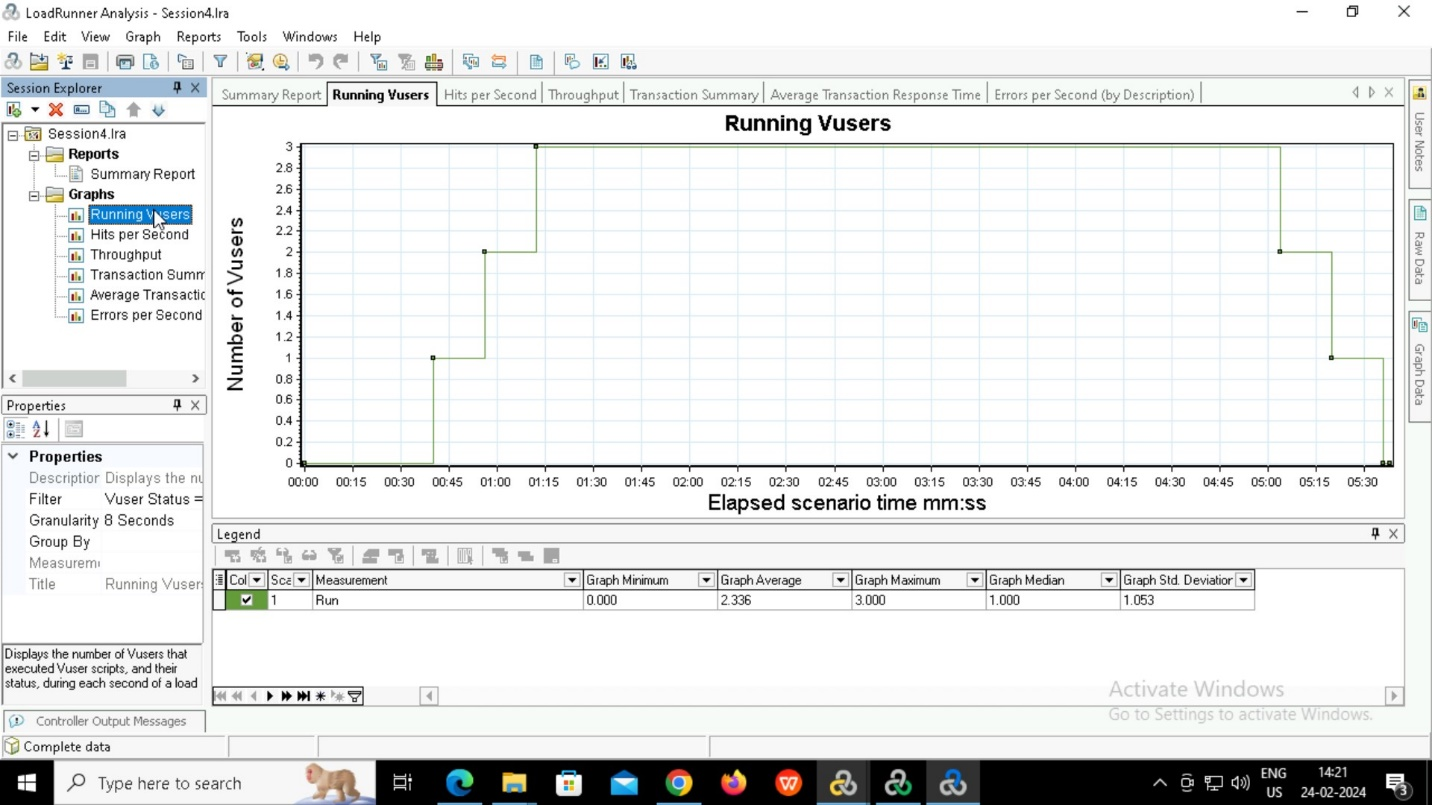 LoadRunner Analysis - Session4.lra
File Edit View Graph Reports Tools Windows Help
Session Explorer
Session4.lra
Reports
Summary Report
Graphs
Running Vusers
Hits per Second
Throughput
Transaction Summ
Average Transactic
Errors per Second
Properties
Properties
Description Displays the nu
Filter Vuser Status =
Granularity 8 Seconds
Group By
Measurem
Title Running Vuser
Displays the number of Vusers that
executed Vuser scripts, and their
status, during each second of a load
Controller Output Messages
Complete data
Summary Report Running Vusers Hits per Second Throughput Transaction Summary Average Transaction Response Time Errors per Second (by Description)
Running Vusers
Number of Vusers
3
2.8
2.6
2.4
2.2
2
1.8
1.6
1.4
1.2
1
0.8
0.6
0.4
0.2
0
00:00 00:15 00:30 00:45 01:00 01:15 01:30 01:45 02:00 02:15 02:30 02:45 03:00 03:15 03:30 03:45 04:00 04:15 04:30 04:45 05:00 05:15 05:30
Elapsed scenario time mm:ss
Legend
Col Sca Measurement Graph Minimum Graph Average Graph Maximum Graph Median Graph Std. Deviation
1 Run 0.000 2.336 3.000 1.000 1.053
User Notes
Raw Data
Graph Data
Activate Windows
Go to Settings to activate Windows.
Type here to search
ENG
US
14:21
24-02-2024
3